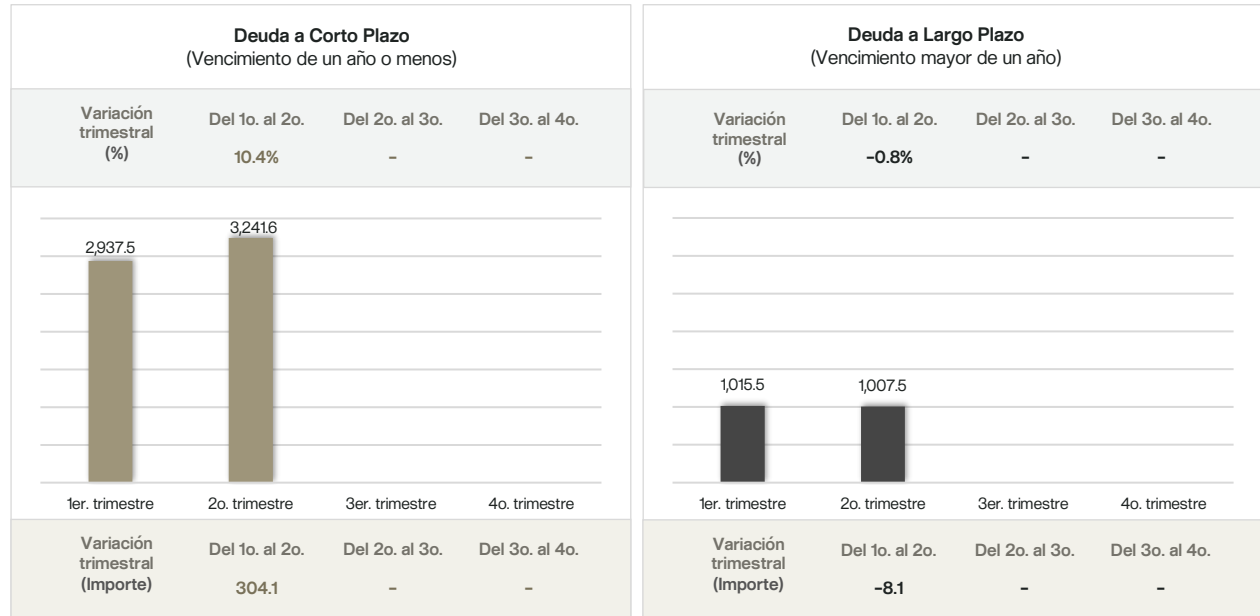 Deuda a Corto Plazo
(Vencimiento de un año o menos)
Variación
trimestral
(%)
Del 1o. al 2o.
Del 2o. al 3o.
Del 3o. al 4o.
10.4%
–
–
2,937.5
3,241.6
1er. trimestre
2o. trimestre
3er. trimestre
4o. trimestre
Variación
trimestral
(Importe)
Del 1o. al 2o.
Del 2o. al 3o.
Del 3o. al 4o.
304.1
–
–
Deuda a Largo Plazo
(Vencimiento mayor de un año)
Variación
trimestral
(%)
Del 1o. al 2o.
Del 2o. al 3o.
Del 3o. al 4o.
-0.8%
–
–
1,015.5
1,007.5
1er. trimestre
2o. trimestre
3er. trimestre
4o. trimestre
Variación
trimestral
(Importe)
Del 1o. al 2o.
Del 2o. al 3o.
Del 3o. al 4o.
-8.1
–
–